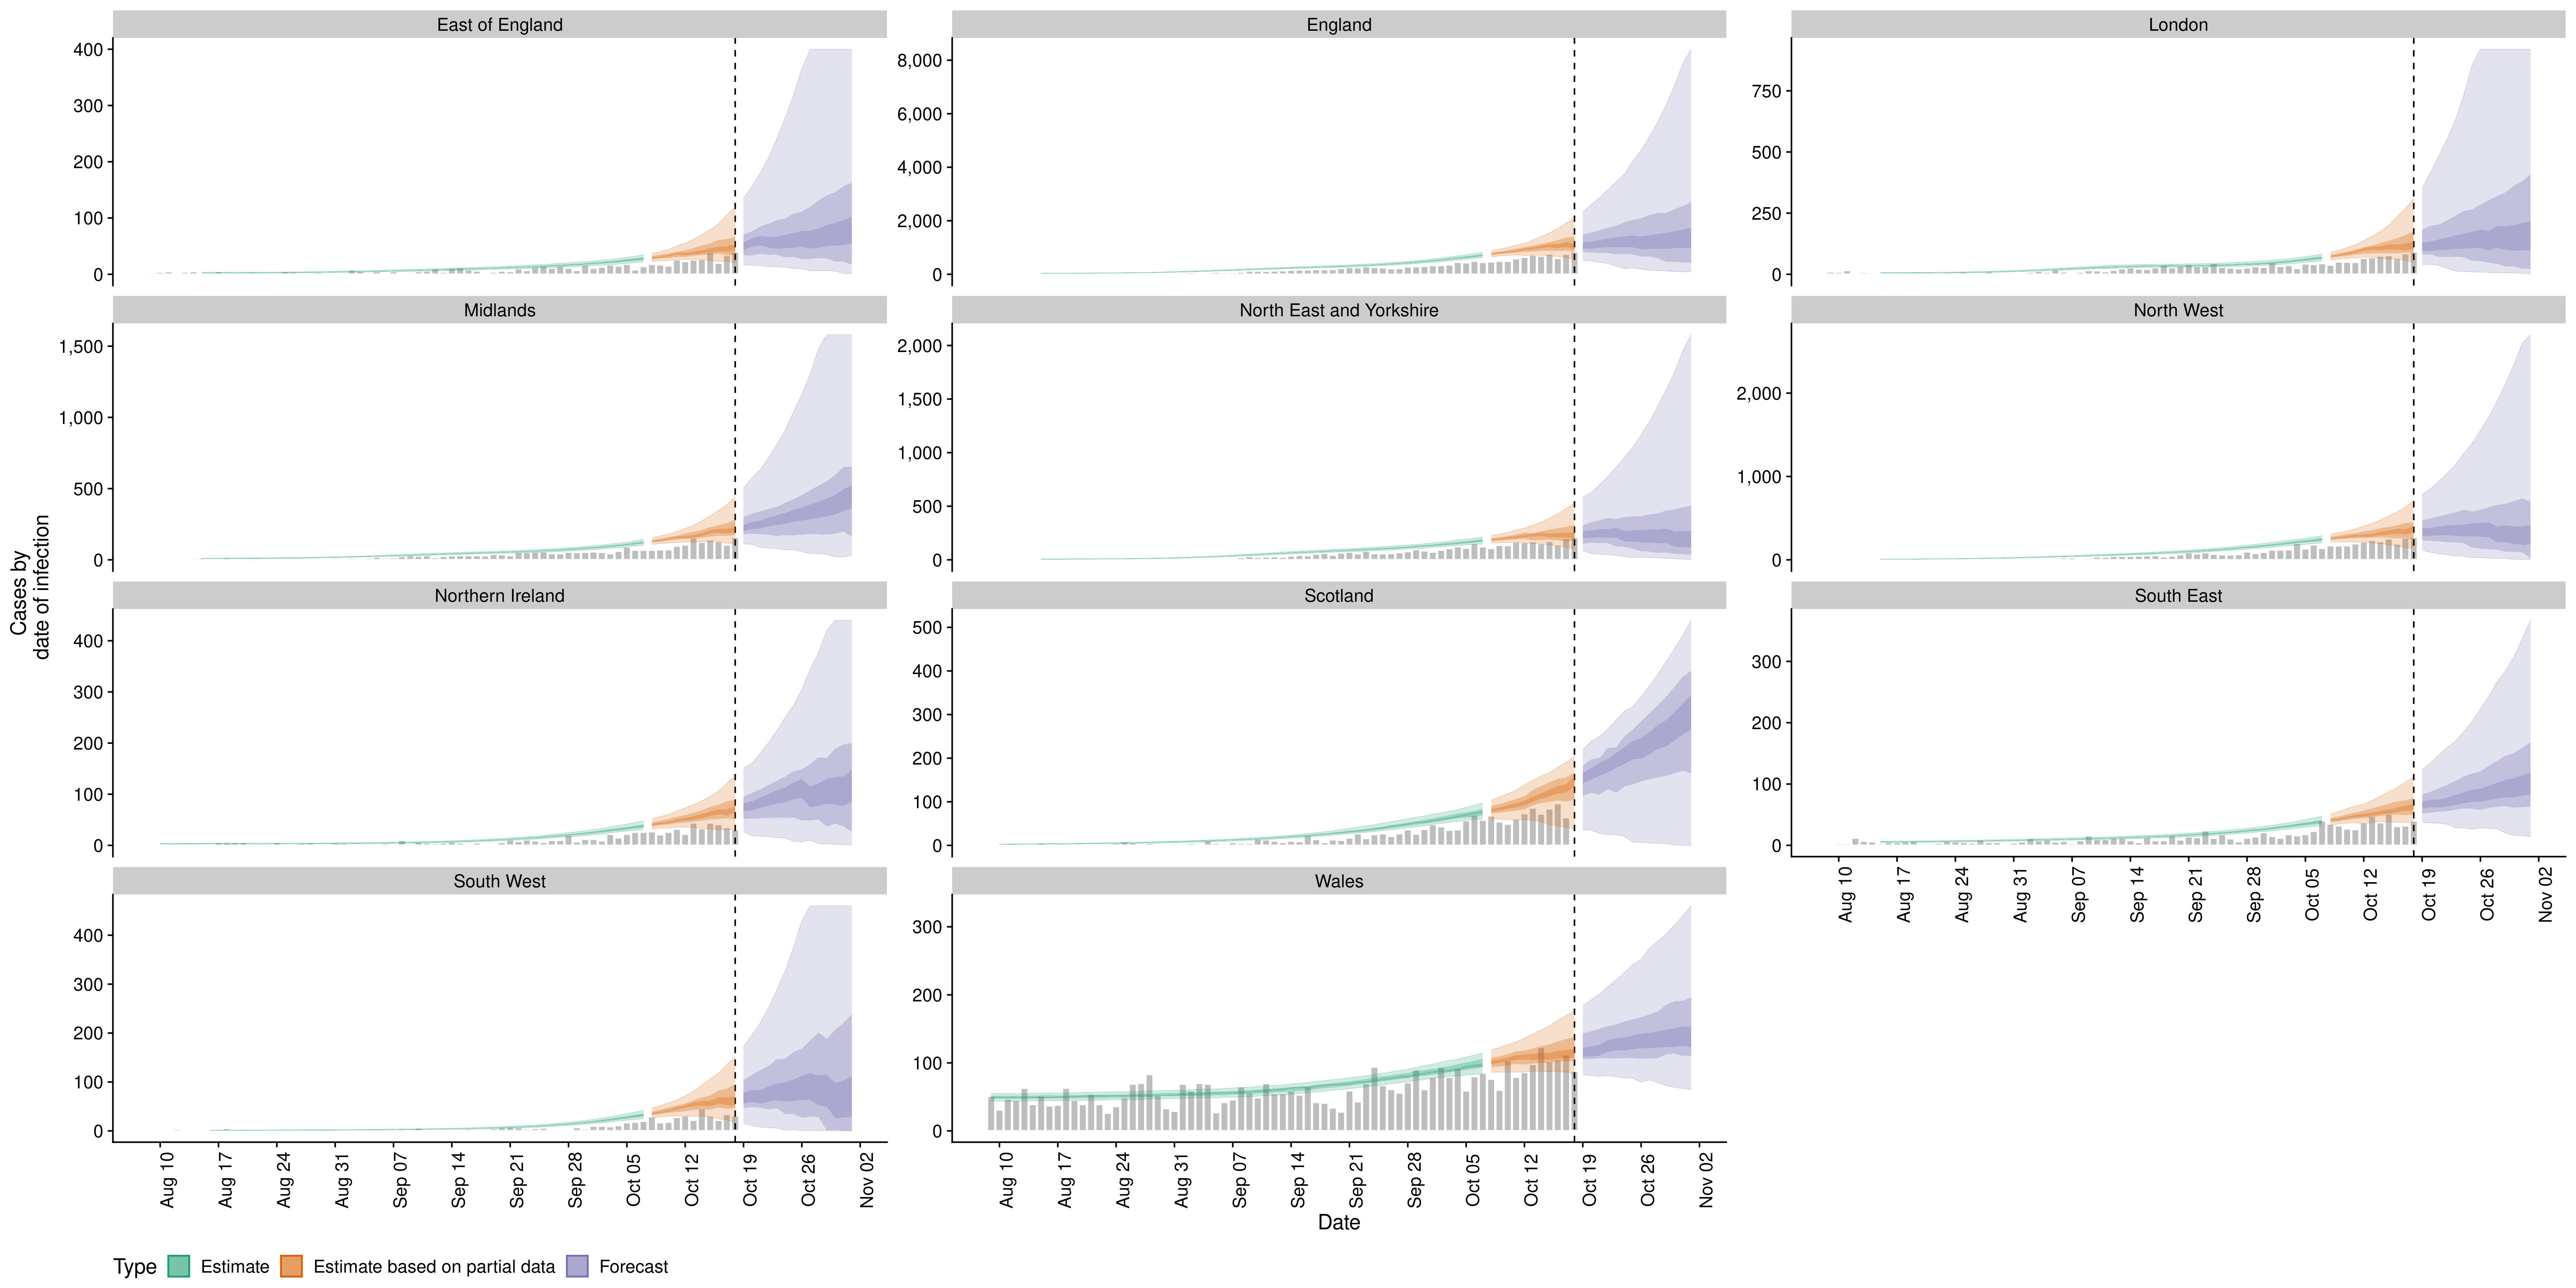 East of England
England
London
400
300
200
100
0
8,000
6,000
4,000
2,000
0
750
500
250
0
Midlands
North East and Yorkshire
North West
1,500
1,000
500
0
2,000
1,500
1,000
500
0
2,000
1,000
0
Northern Ireland
Scotland
South East
400
300
200
100
0
500
400
300
200
100
0
300
200
100
0
Aug 10
Aug 17
Aug 24
Aug 31
Sep 07
Sep 14
Sep 21
Sep 28
Oct 05
Oct 12
Oct 19
Oct 26
Nov 02
South West
Wales
400
300
200
100
0
300
200
100
0
Aug 10
Aug 17
Aug 24
Aug 31
Sep 07
Sep 14
Sep 21
Sep 28
Oct 05
Oct 12
Oct 19
Oct 26
Nov 02
Aug 10
Aug 17
Aug 24
Aug 31
Sep 07
Sep 14
Sep 21
Sep 28
Oct 05
Oct 12
Oct 19
Oct 26
Nov 02
Cases by
date of infection
Date
Type Estimate Estimate based on partial data Forecast